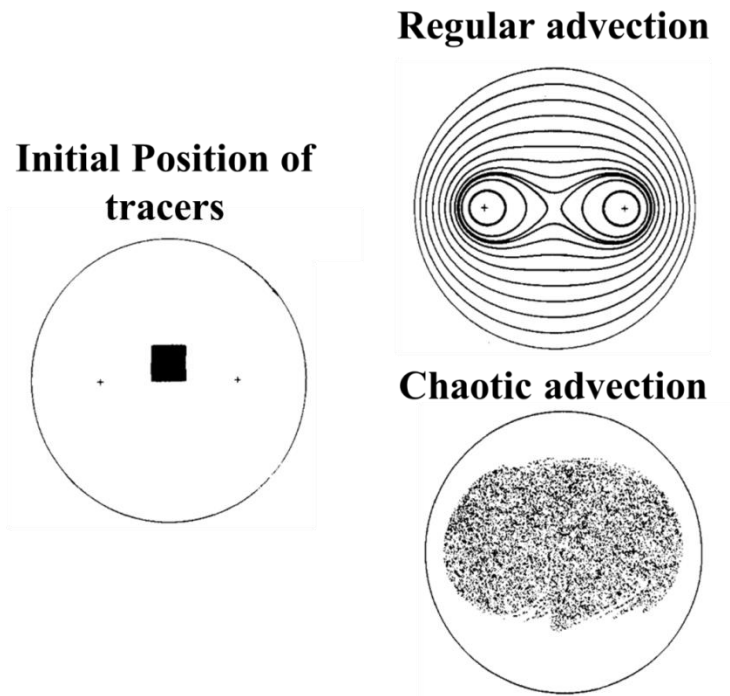 Regular advection
Initial Position of
tracers
Chaotic advection